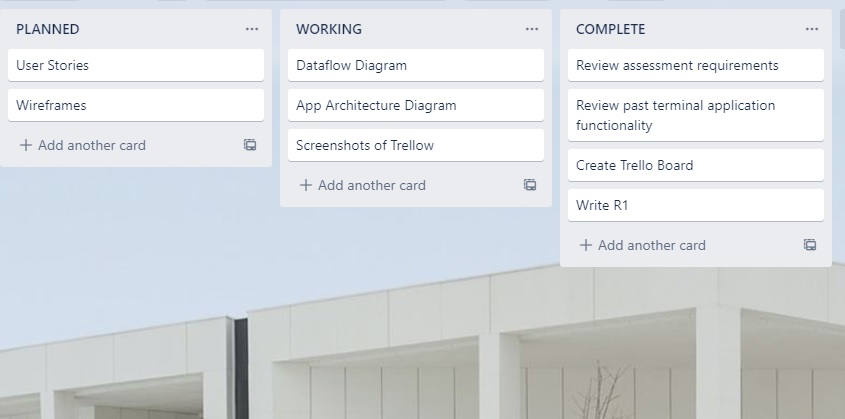 PLANNED
User Stories
Wireframes
Add another card
WORKING
Dataflow Diagram
App Architecture Diagram
Screenshots of Trellow
Add another card
COMPLETE
Review assessment requirements
Review past terminal application
functionality
Create Trello Board
Write R1
Add another card